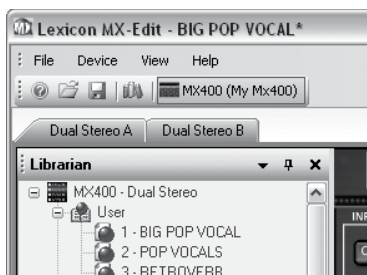 Lexicon MX-Edit - BIG POP VOCAL*
File Device View Help
MX400 (My Mx400)
Dual Stereo A Dual Stereo B
Librarian
MX400 - Dual Stereo
User
1 - BIG POP VOCAL
2 - POP VOCALS
3 - RETROVERB